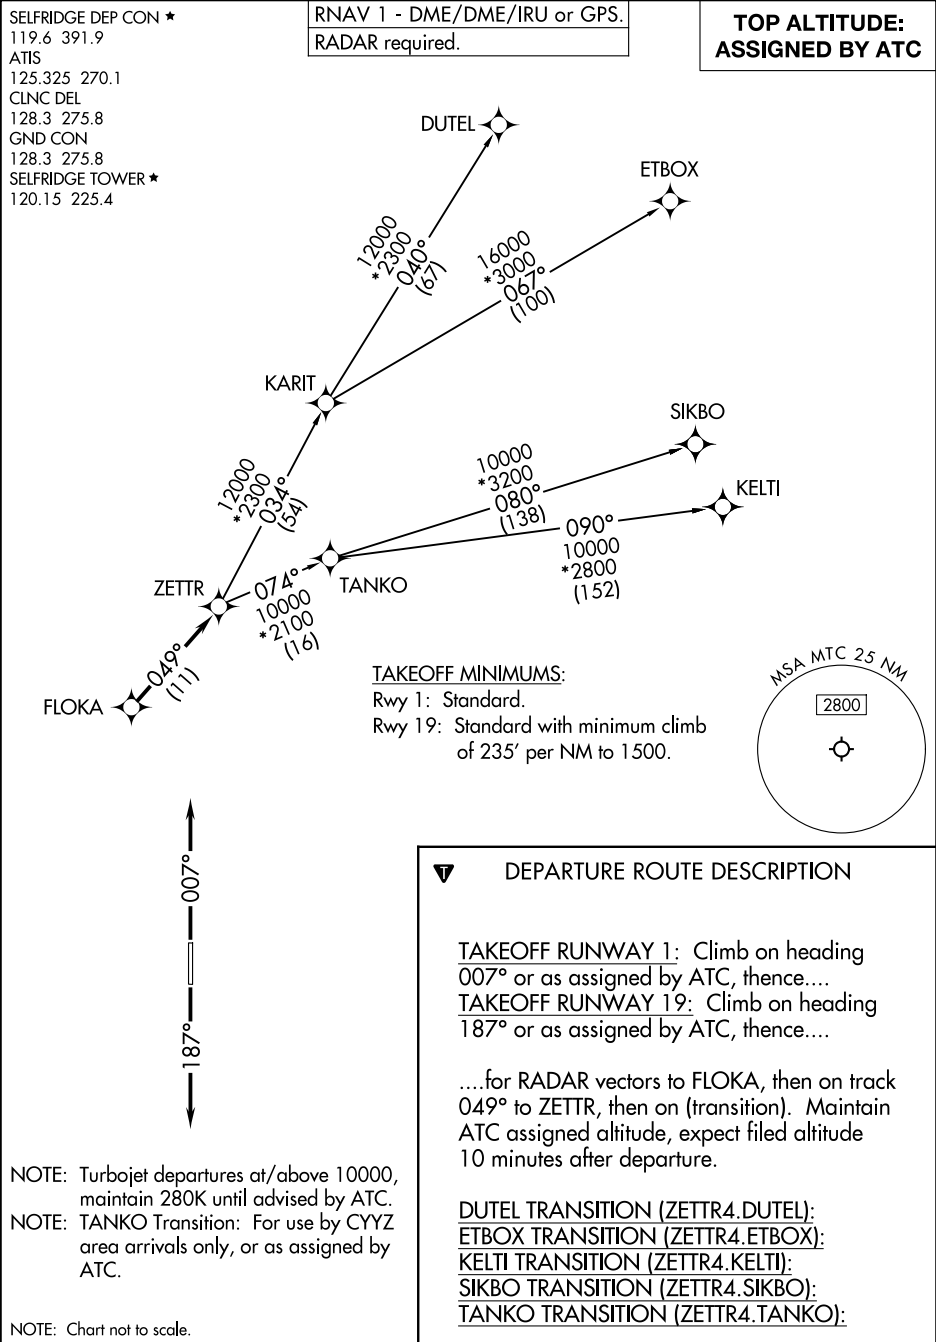 SELFRIDGE DEP CON ★
119.6 391.9
ATIS
125.325 270.1
CLNC DEL
128.3 275.8
GND CON
128.3 275.8
SELFRIDGE TOWER ★
120.15 225.4
RNAV 1 - DME/DME/IRU or GPS.
RADAR required.
TOP ALTITUDE:
ASSIGNED BY ATC
DUTEL
ETBOX
12000
*2300
040°
(67)
16000
*3000
067°
(100)
KARIT
SIKBO
12000
*2300
034°
(54)
10000
*3200
080°
(138)
KELTI
090°
10000
*2800
(152)
ZETTR
074°
10000
*2100
(16)
TANKO
049°
(11)
FLOKA
TAKEOFF MINIMUMS:
Rwy 1: Standard.
Rwy 19: Standard with minimum climb
of 235' per NM to 1500.
MSA MTC 25 NM
2800
007°
187°
T DEPARTURE ROUTE DESCRIPTION
TAKEOFF RUNWAY 1: Climb on heading
007° or as assigned by ATC, thence....
TAKEOFF RUNWAY 19: Climb on heading
187° or as assigned by ATC, thence....
....for RADAR vectors to FLOKA, then on track
049° to ZETTR, then on (transition). Maintain
ATC assigned altitude, expect filed altitude
10 minutes after departure.
DUTEL TRANSITION (ZETTR4.DUTEL):
ETBOX TRANSITION (ZETTR4.ETBOX):
KELTI TRANSITION (ZETTR4.KELTI):
SIKBO TRANSITION (ZETTR4.SIKBO):
TANKO TRANSITION (ZETTR4.TANKO):
NOTE: Turbojet departures at/above 10000,
maintain 280K until advised by ATC.
NOTE: TANKO Transition: For use by CYYZ
area arrivals only, or as assigned by
ATC.
NOTE: Chart not to scale.